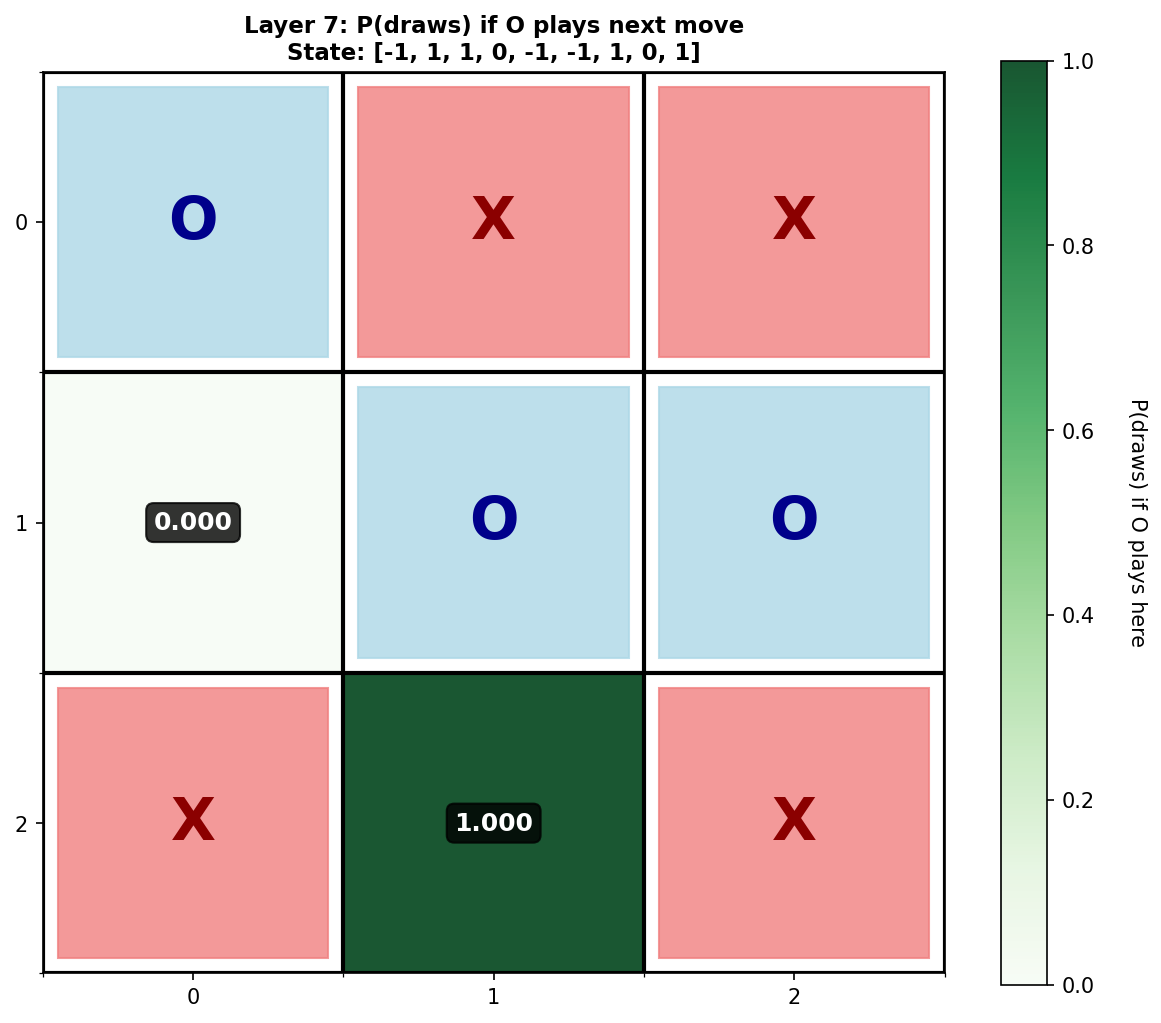 Layer 7: P(draws) if O plays next move
State: [-1, 1, 1, 0, -1, -1, 1, 0, 1]
0
O
X
X
1
0.000
O
O
2
X
1.000
X
0
1
2
1.0
0.8
0.6
0.4
0.2
0.0
P(draws) if O plays here